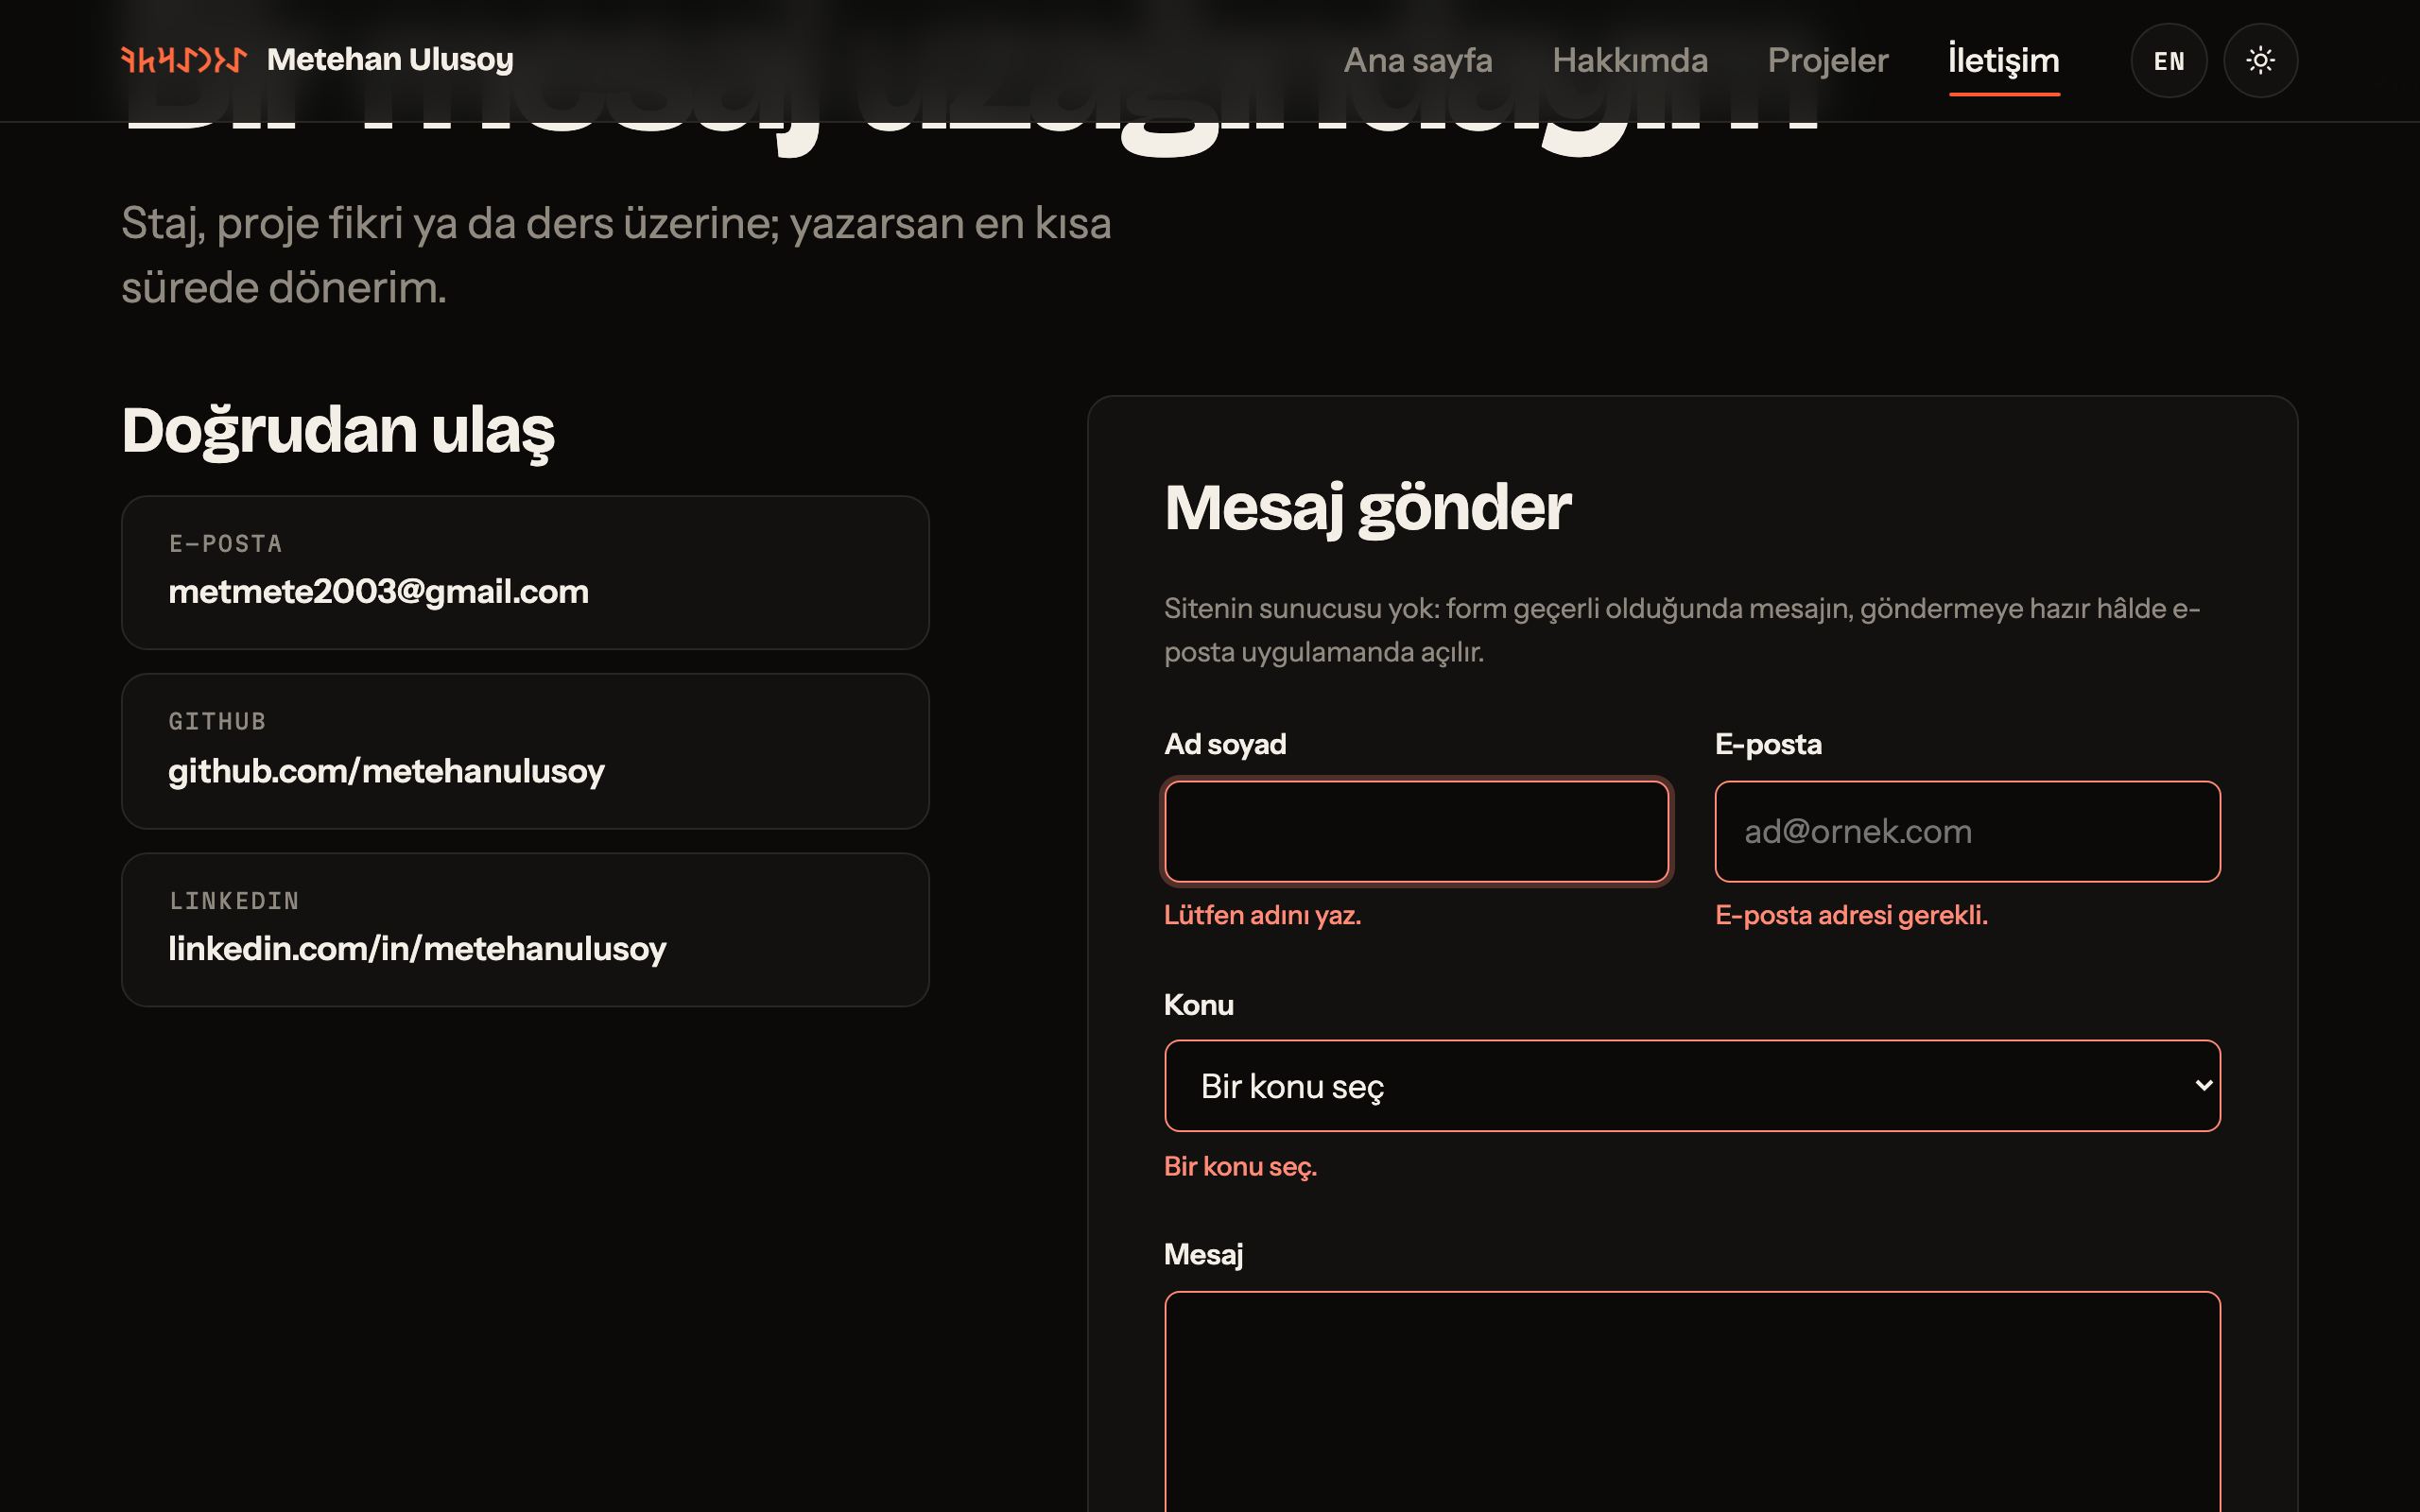 Metehan Ulusoy
Ana sayfa
Hakkımda
Projeler
İletişim
EN
Bir mesaj uzağındayım
Staj, proje fikri ya da ders üzerine; yazarsan en kısa
sürede dönerim.
Doğrudan ulaş
E-POSTA
metmete2003@gmail.com
GITHUB
github.com/metehanulusoy
LINKEDIN
linkedin.com/in/metehanulusoy
Mesaj gönder
Sitenin sunucusu yok: form geçerli olduğunda mesajın, göndermeye hazır hâlde e-
posta uygulamanda açılır.
Ad soyad
Lütfen adını yaz.
E-posta
ad@ornek.com
E-posta adresi gerekli.
Konu
Bir konu seç
Bir konu seç.
Mesaj